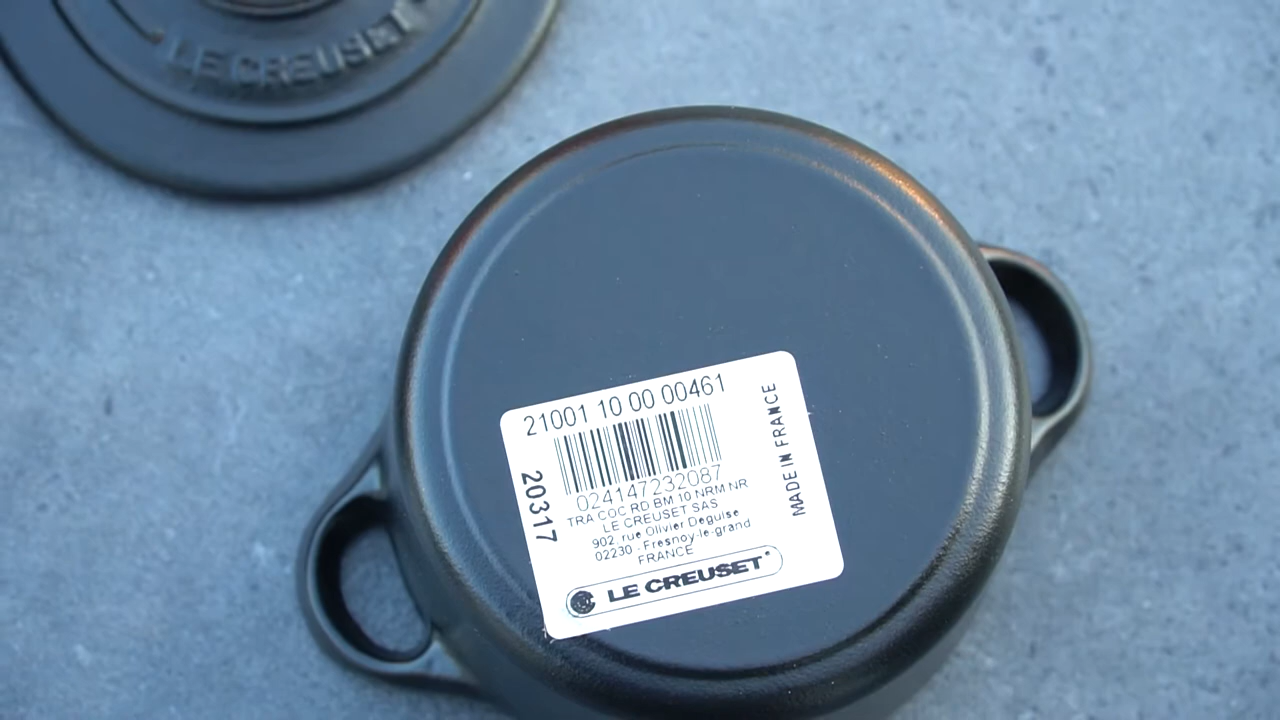 LE CREUSET
21001 10 00 00461
20317
024147232087
TRA COC RD BM 10 NRM NR
LE CREUSET SAS
902, rue Olivier Deguise
02230 - Fresnoy-le-grand
FRANCE
LE CREUSET
MADE IN FRANCE